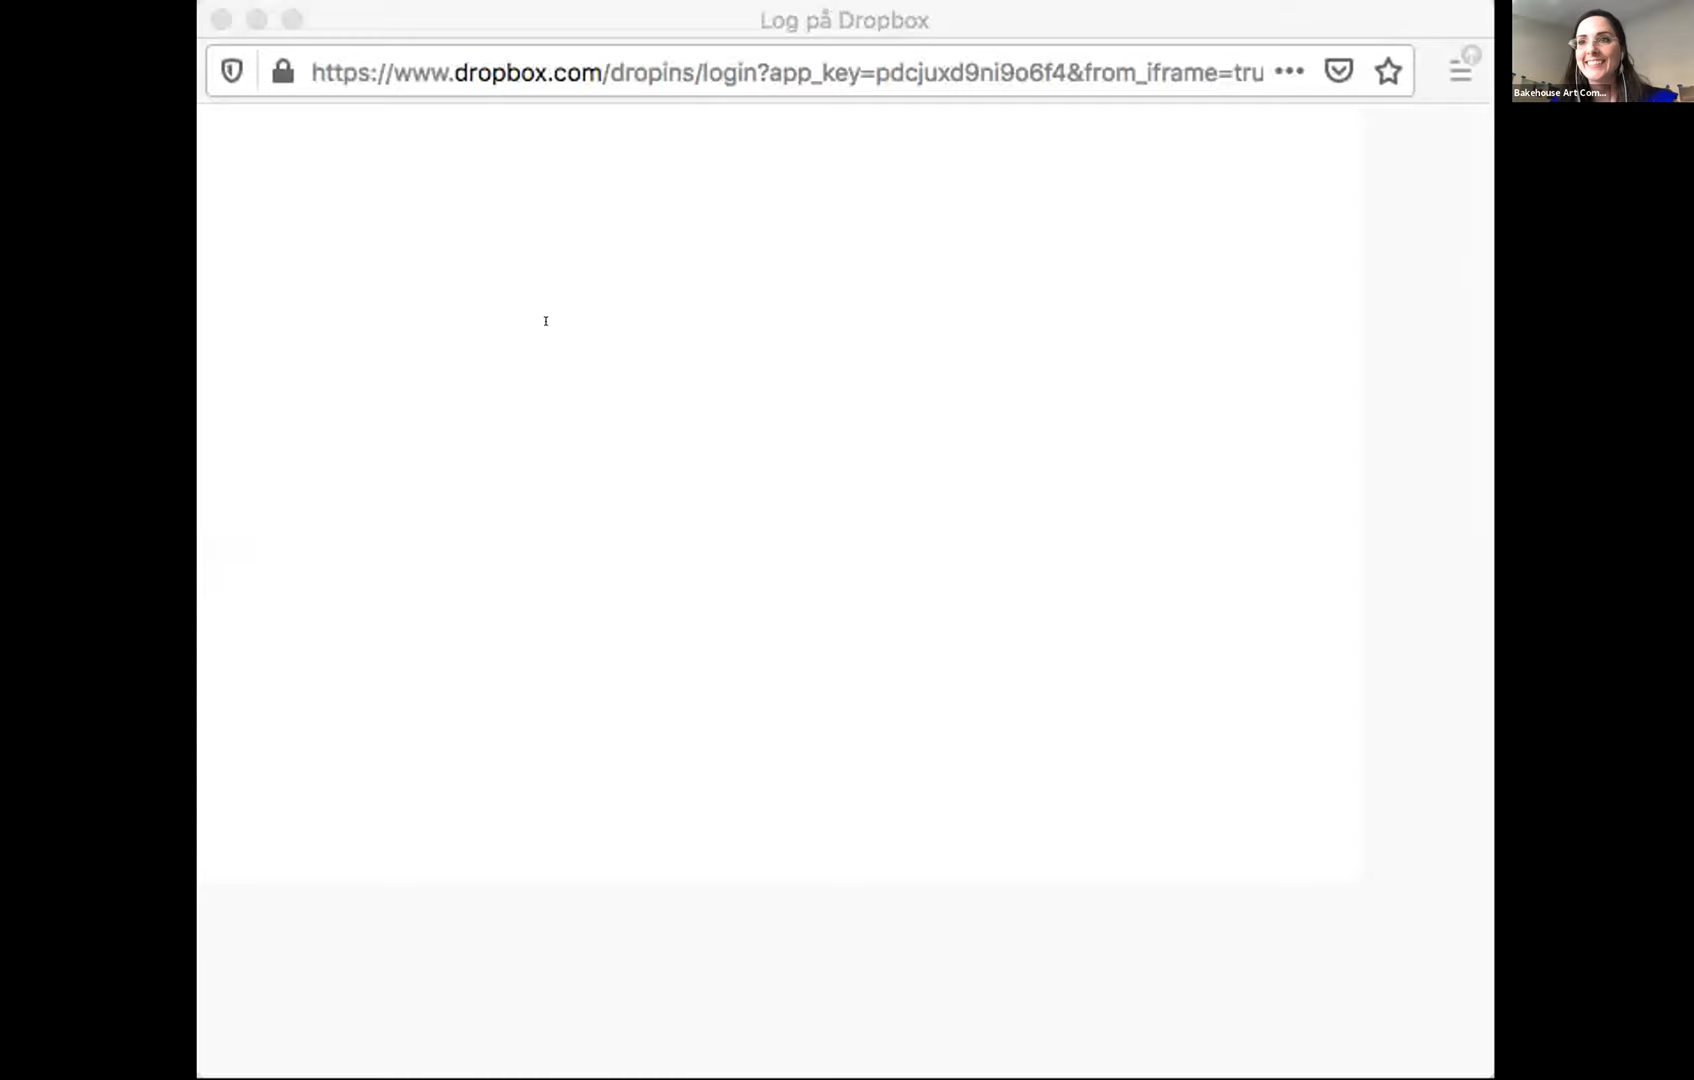 Log på Dropbox
https://www.dropbox.com/dropins/login?app_key=pdcjuxd9ni9o6f4&from_iframe=tru
Bakehouse Art Com...